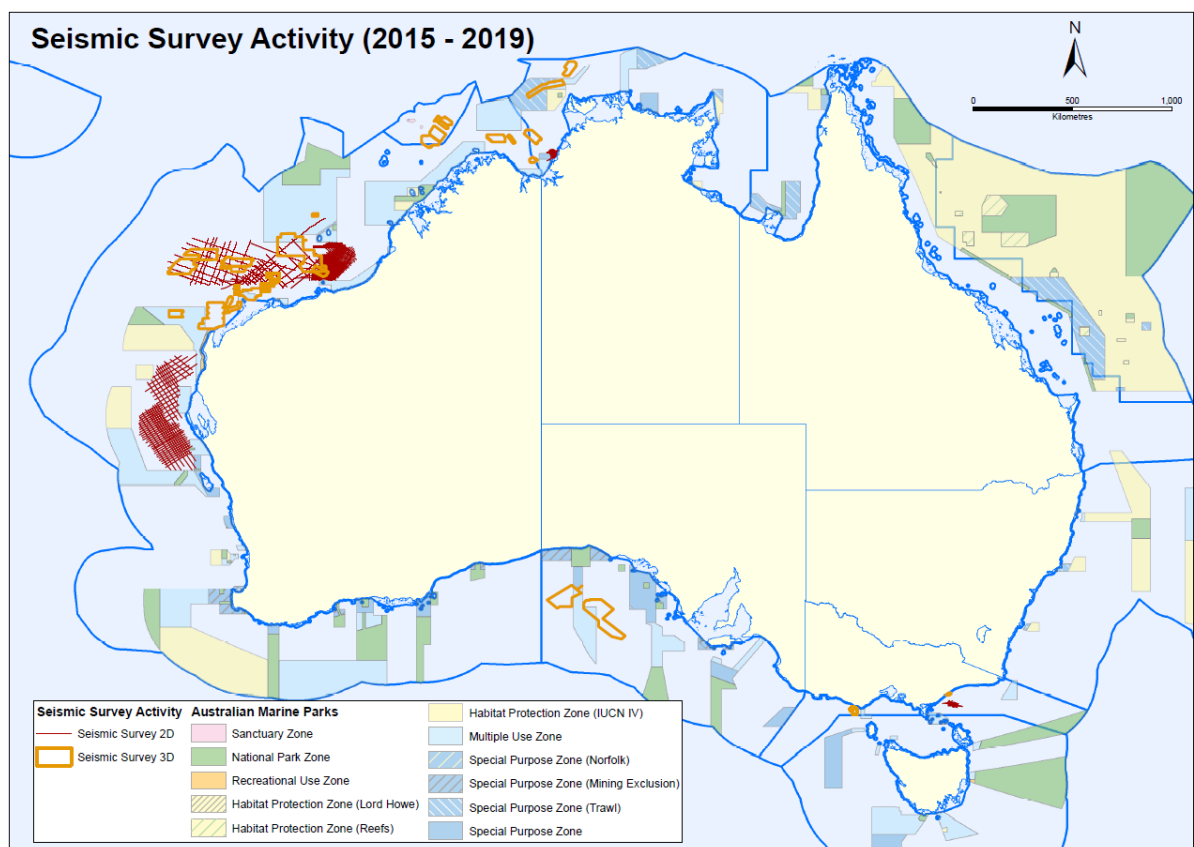 Seismic Survey Activity (2015 - 2019)
N
0 500 1,000
Kilometres
Seismic Survey Activity
Seismic Survey 2D
Seismic Survey 3D
Australian Marine Parks
Sanctuary Zone
National Park Zone
Recreational Use Zone
Habitat Protection Zone (Lord Howe)
Habitat Protection Zone (Reefs)
Habitat Protection Zone (IUCN IV)
Multiple Use Zone
Special Purpose Zone (Norfolk)
Special Purpose Zone (Mining Exclusion)
Special Purpose Zone (Trawl)
Special Purpose Zone